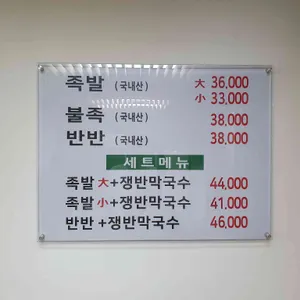 족발 (국내산) 大 36,000
小 33,000
불족 (국내산) 38,000
반반 (국내산) 38,000
세트메뉴
족발 大+쟁반막국수 44,000
족발 小+쟁반막국수 41,000
반반 +쟁반막국수 46,000